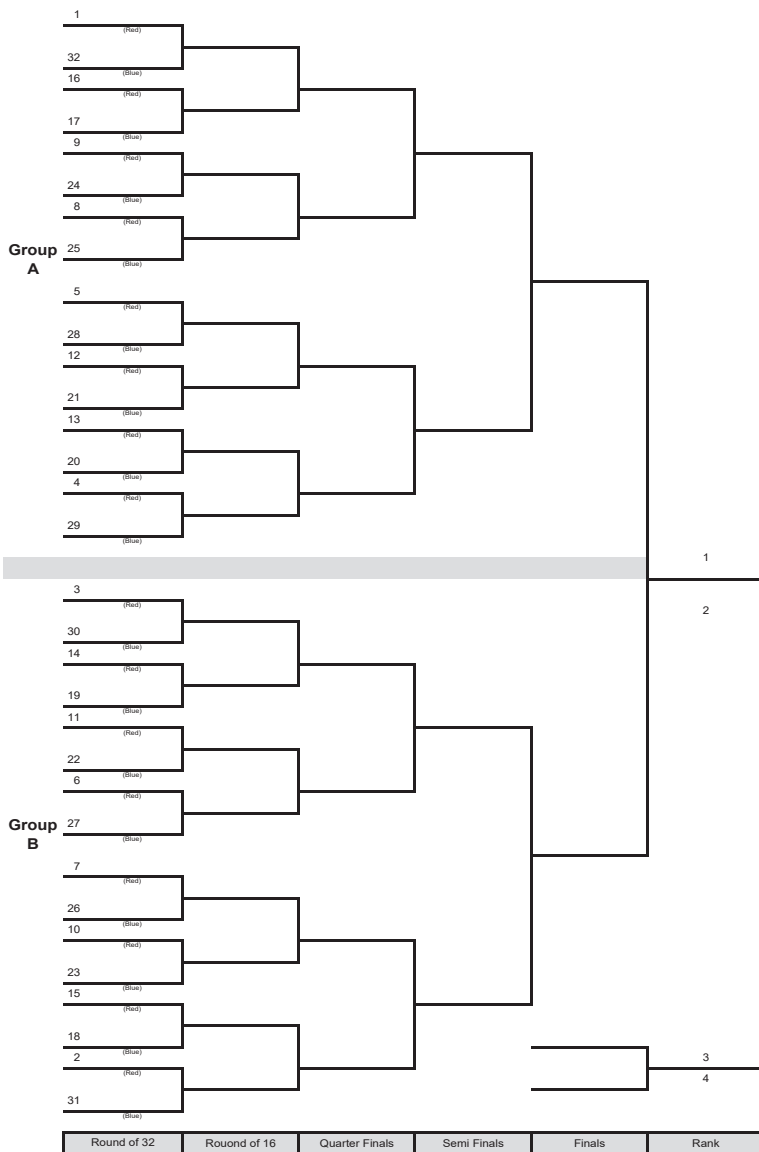 1
(Red)
32
(Blue)
16
(Red)
17
(Blue)
9
(Red)
24
(Blue)
8
(Red)
Group
A
25
(Blue)
5
(Red)
28
(Blue)
12
(Red)
21
(Blue)
13
(Red)
20
(Blue)
4
(Red)
29
(Blue)
1
2
3
(Red)
30
(Blue)
14
(Red)
19
(Blue)
11
(Red)
22
(Blue)
6
(Red)
Group
B
27
(Blue)
7
(Red)
26
(Blue)
10
(Red)
23
(Blue)
15
(Red)
18
(Blue)
2
(Red)
31
(Blue)
3
4
Round of 32 Rouond of 16 Quarter Finals Semi Finals Finals Rank